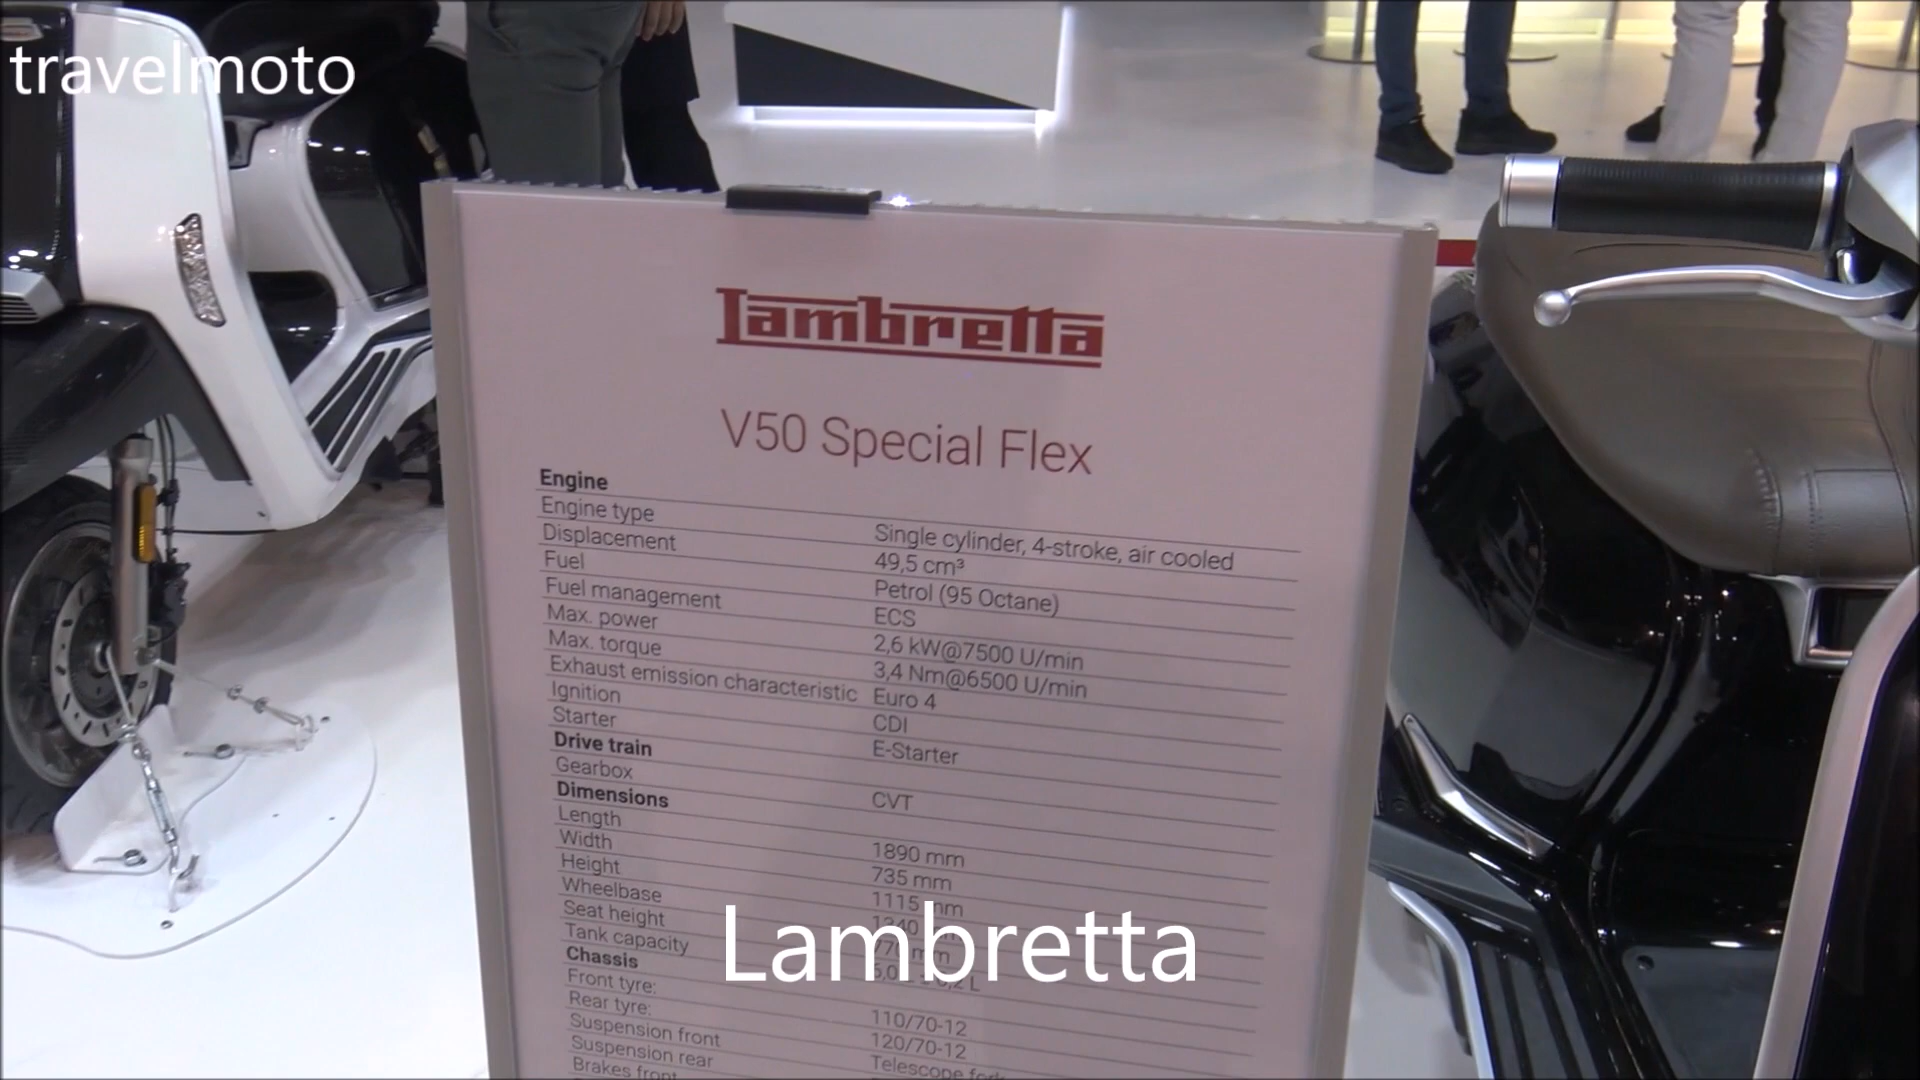 travelmoto
Lambretta
V50 Special Flex
Engine
Engine type Single cylinder, 4-stroke, air cooled
Displacement 49,5 cm³
Fuel Petrol (95 Octane)
Fuel management ECS
Max. power 2,6 kW@7500 U/min
Max. torque 3,4 Nm@6500 U/min
Exhaust emission characteristic Euro 4
Ignition CDI
Starter E-Starter
Drive train
Gearbox CVT
Dimensions
Length 1890 mm
Width 735 mm
Height 1115 mm
Wheelbase
Seat height
Tank capacity
Lambretta
Chassis
Front tyre: 110/70-12
Rear tyre: 120/70-12
Suspension front Telescope fork
Suspension rear
Brakes front